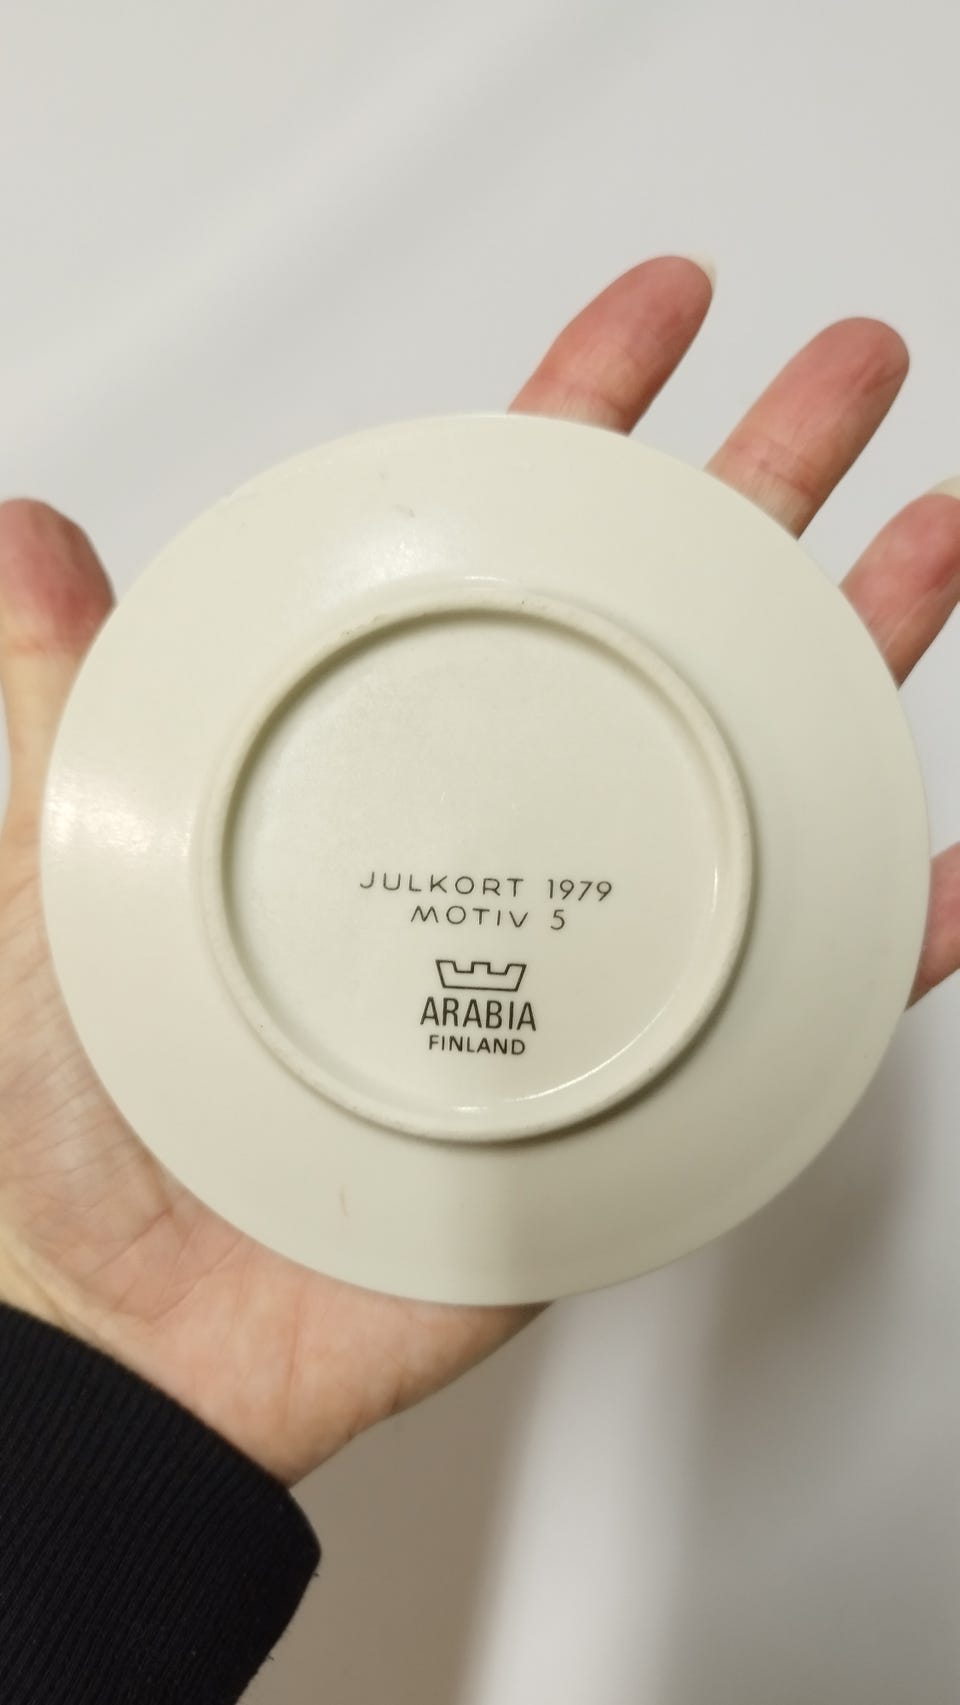 JULKORT 1979
MOTIV 5
ARABIA
FINLAND